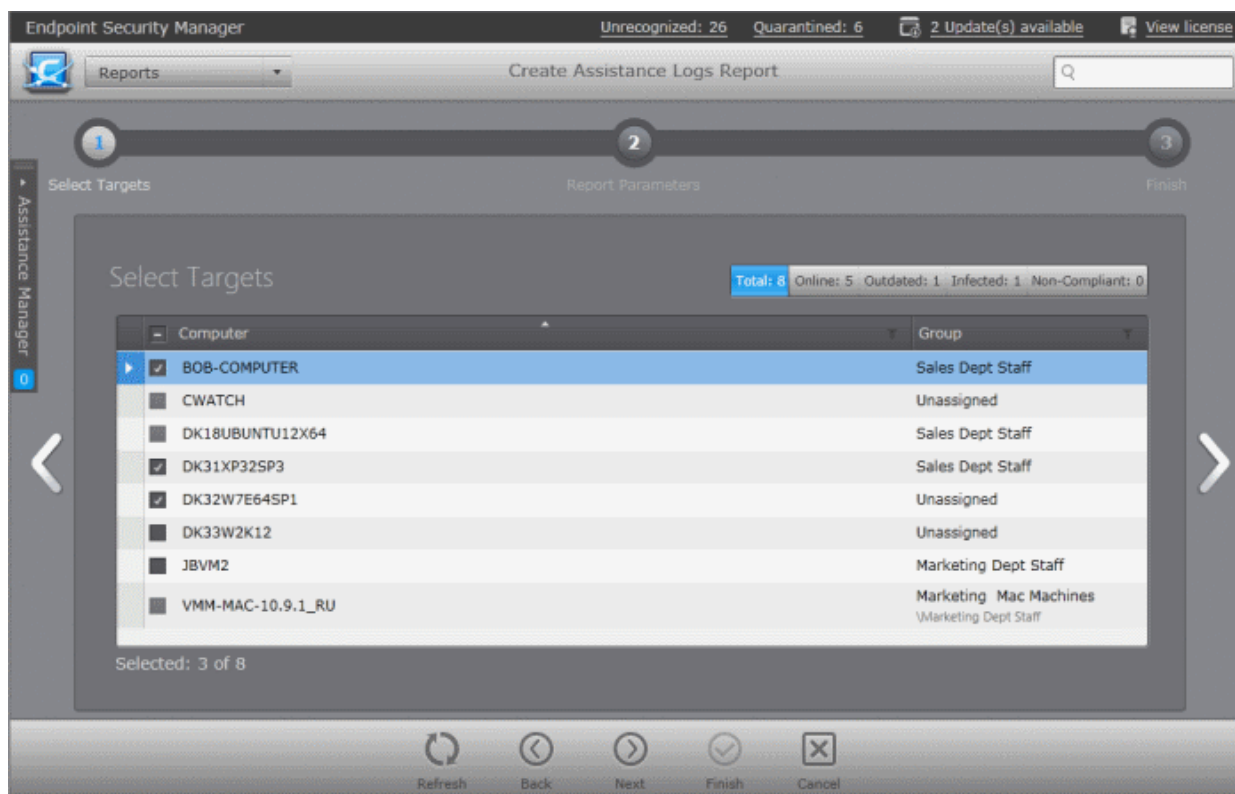 Endpoint Security Manager Unrecognized: 26 Quarantined: 6 2 Update(s) available View license
Reports Create Assistance Logs Report
1 2 3
Select Targets Report Parameters Finish
Assistance Manager
0
Select Targets
Total: 8 Online: 5 Outdated: 1 Infected: 1 Non-Compliant: 0
Computer Group
BOB-COMPUTER Sales Dept Staff
CWATCH Unassigned
DK18UBUNTU12X64 Sales Dept Staff
DK31XP32SP3 Sales Dept Staff
DK32W7E64SP1 Unassigned
DK33W2K12 Unassigned
JBVM2 Marketing Dept Staff
VMM-MAC-10.9.1_RU Marketing Mac Machines
\Marketing Dept Staff
Selected: 3 of 8
Refresh Back Next Finish Cancel